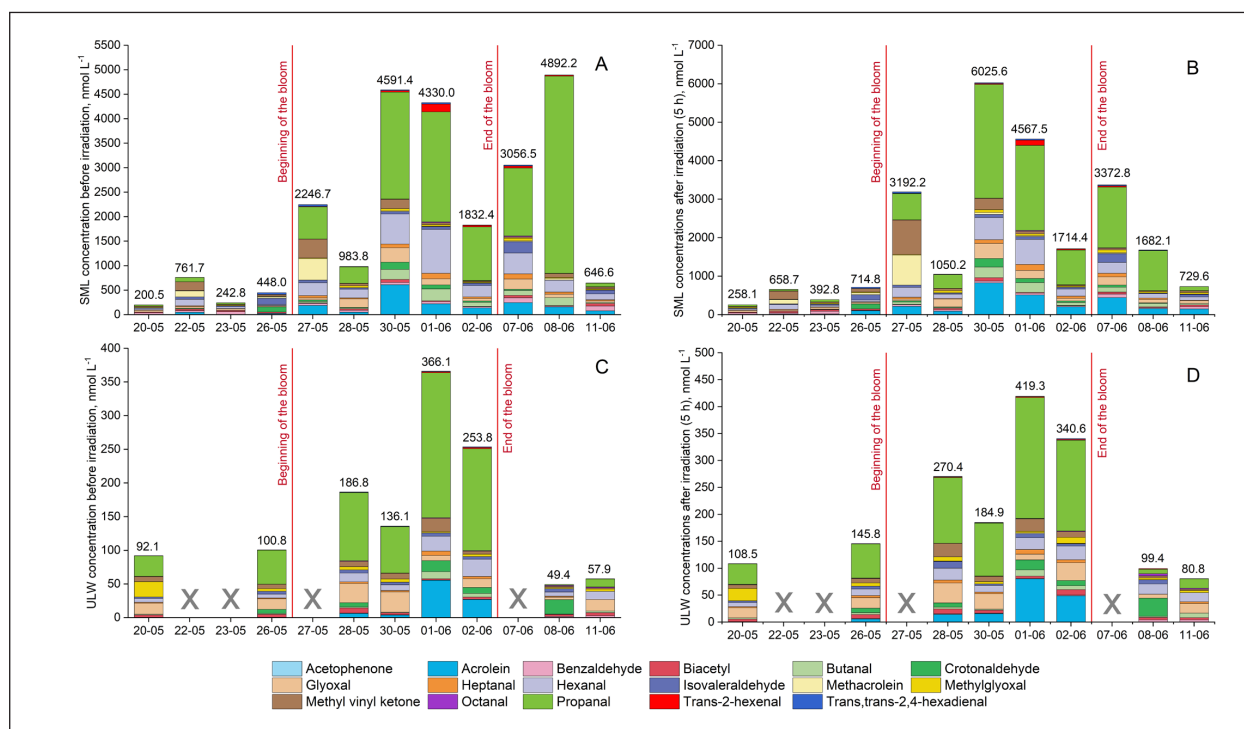 A
SML concentration before irradiation, nmol L-1
5500
5000
4500
4000
3500
3000
2500
2000
1500
1000
500
0
200.5
761.7
242.8
448.0
2246.7
983.8
4591.4
4330.0
1832.4
3056.5
4892.2
646.6
Beginning of the bloom
End of the bloom
20-05 22-05 23-05 26-05 27-05 28-05 30-05 01-06 02-06 07-06 08-06 11-06
B
SML concentrations after irradiation (5 h), nmol L-1
7000
6000
5000
4000
3000
2000
1000
0
258.1
658.7
392.8
714.8
3192.2
1050.2
6025.6
4567.5
1714.4
3372.8
1682.1
729.6
Beginning of the bloom
End of the bloom
20-05 22-05 23-05 26-05 27-05 28-05 30-05 01-06 02-06 07-06 08-06 11-06
C
ULW concentration before irradiation, nmol L-1
400
350
300
250
200
150
100
50
0
92.1
X
X
100.8
X
186.8
136.1
366.1
253.8
X
49.4
57.9
Beginning of the bloom
End of the bloom
20-05 22-05 23-05 26-05 27-05 28-05 30-05 01-06 02-06 07-06 08-06 11-06
D
ULW concentrations after irradiation (5 h), nmol L-1
500
450
400
350
300
250
200
150
100
50
0
108.5
X
X
145.8
X
270.4
184.9
419.3
340.6
X
99.4
80.8
Beginning of the bloom
End of the bloom
20-05 22-05 23-05 26-05 27-05 28-05 30-05 01-06 02-06 07-06 08-06 11-06
Acetophenone Acrolein Benzaldehyde Biacetyl Butanal Crotonaldehyde
Glyoxal Heptanal Hexanal Isovaleraldehyde Methacrolein Methylglyoxal
Methyl vinyl ketone Octanal Propanal Trans-2-hexenal Trans,trans-2,4-hexadienal